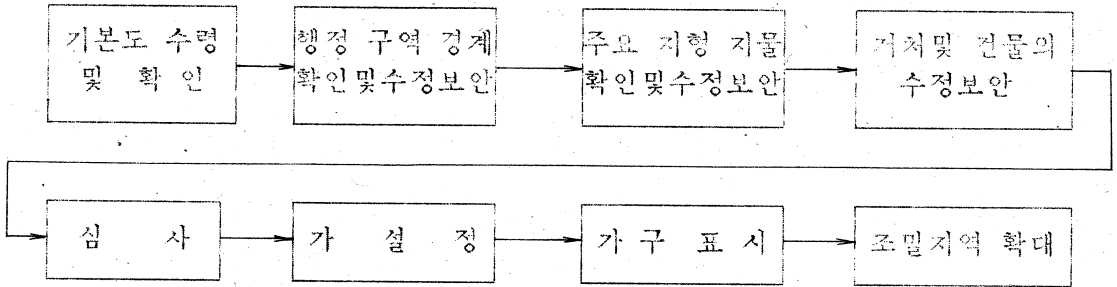 기본도 수령
및 확인
행정 구역 경계
확인및수정보안
주요 지형 지물
확인및수정보안
거처및 건물의
수정보안
심 사
가 설 정
가 구 표 시
조밀지역 확대